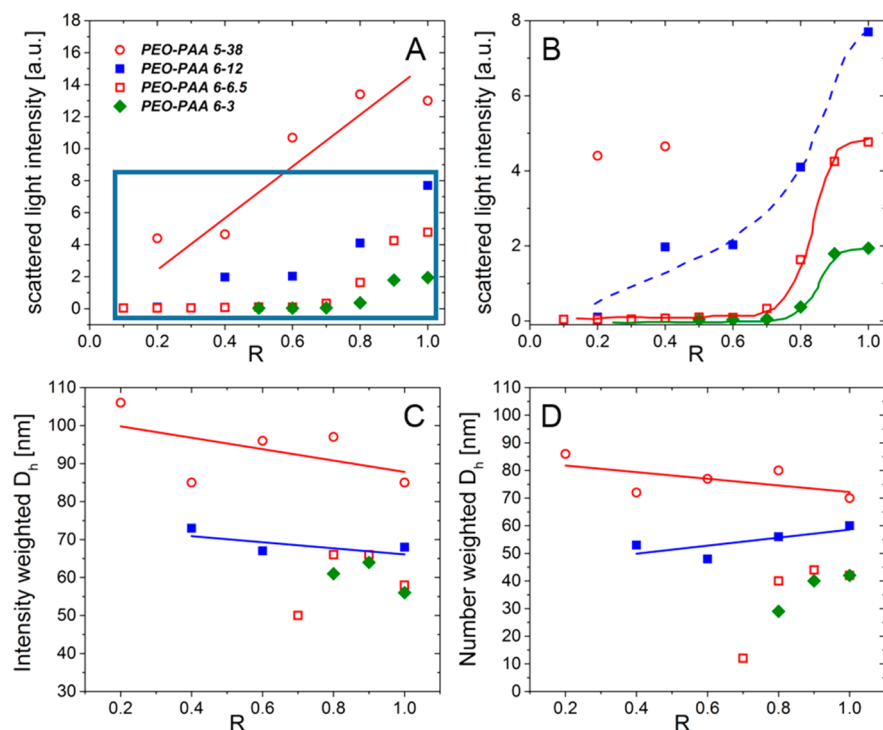 A
B
PEO-PAA 5-38
PEO-PAA 6-12
PEO-PAA 6-6.5
PEO-PAA 6-3
scattered light intensity [a.u.]
18
16
14
12
10
8
6
4
2
0
0.0 0.2 0.4 0.6 0.8 1.0
R
scattered light intensity [a.u.]
8
6
4
2
0
0.0 0.2 0.4 0.6 0.8 1.0
R
C
Intensity weighted Dh [nm]
110
100
90
80
70
60
50
40
30
0.2 0.4 0.6 0.8 1.0
R
D
Number weighted Dh [nm]
110
100
90
80
70
60
50
40
30
20
10
0
0.2 0.4 0.6 0.8 1.0
R